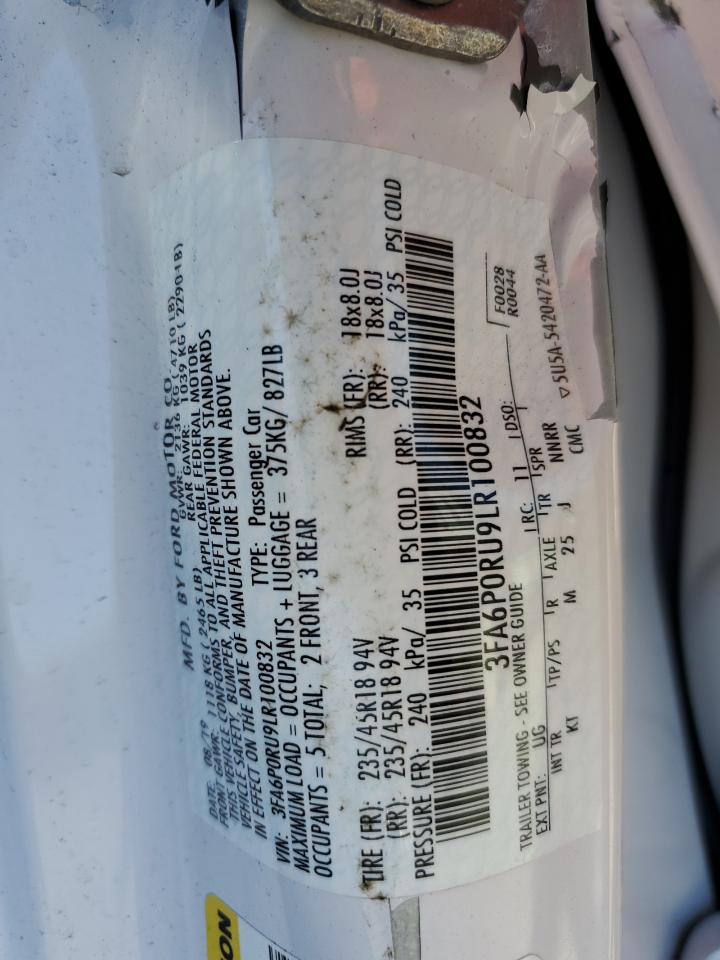 MFD. BY FORD MOTOR CO.
DATE: 08/19 GVWR: 2136 KG ( 4710 LB)
FRONT GAWR: 1118 KG ( 2465 LB) REAR GAWR: 1039 KG ( 2290 LB)
THIS VEHICLE CONFORMS TO ALL APPLICABLE FEDERAL MOTOR
VEHICLE SAFETY, BUMPER, AND THEFT PREVENTION STANDARDS
IN EFFECT ON THE DATE OF MANUFACTURE SHOWN ABOVE.
VIN: 3FA6P0RU9LR100832 TYPE: Passenger Car
MAXIMUM LOAD = OCCUPANTS + LUGGAGE = 375KG/ 827LB
OCCUPANTS = 5 TOTAL; 2 FRONT, 3 REAR
TIRE (FR): 235/45R18 94V RIMS (FR): 18x8.0J
(RR): 235/45R18 94V (RR): 18x8.0J
PRESSURE (FR): 240 kPa/ 35 PSI COLD (RR): 240 kPa/ 35 PSI COLD
3FA6P0RU9LR100832
TRAILER TOWING - SEE OWNER GUIDE F0028
R0044
EXT PNT: UG RC: 11 DSO:
INT TR TP/PS R AXLE TR SPR
KT M 25 J NNRR
CMC
▽5U5A-5420472-AA